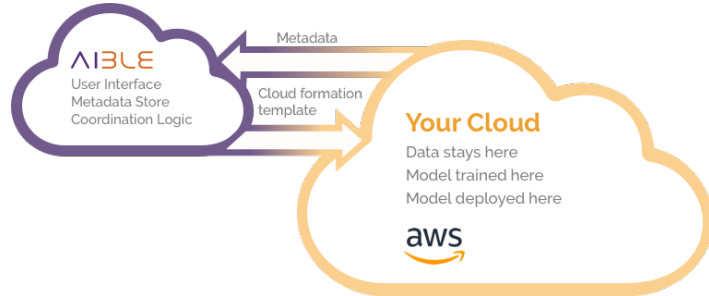 AIBLE
User Interface
Metadata Store
Coordination Logic
Metadata
Cloud formation
template
Your Cloud
Data stays here
Model trained here
Model deployed here
aws